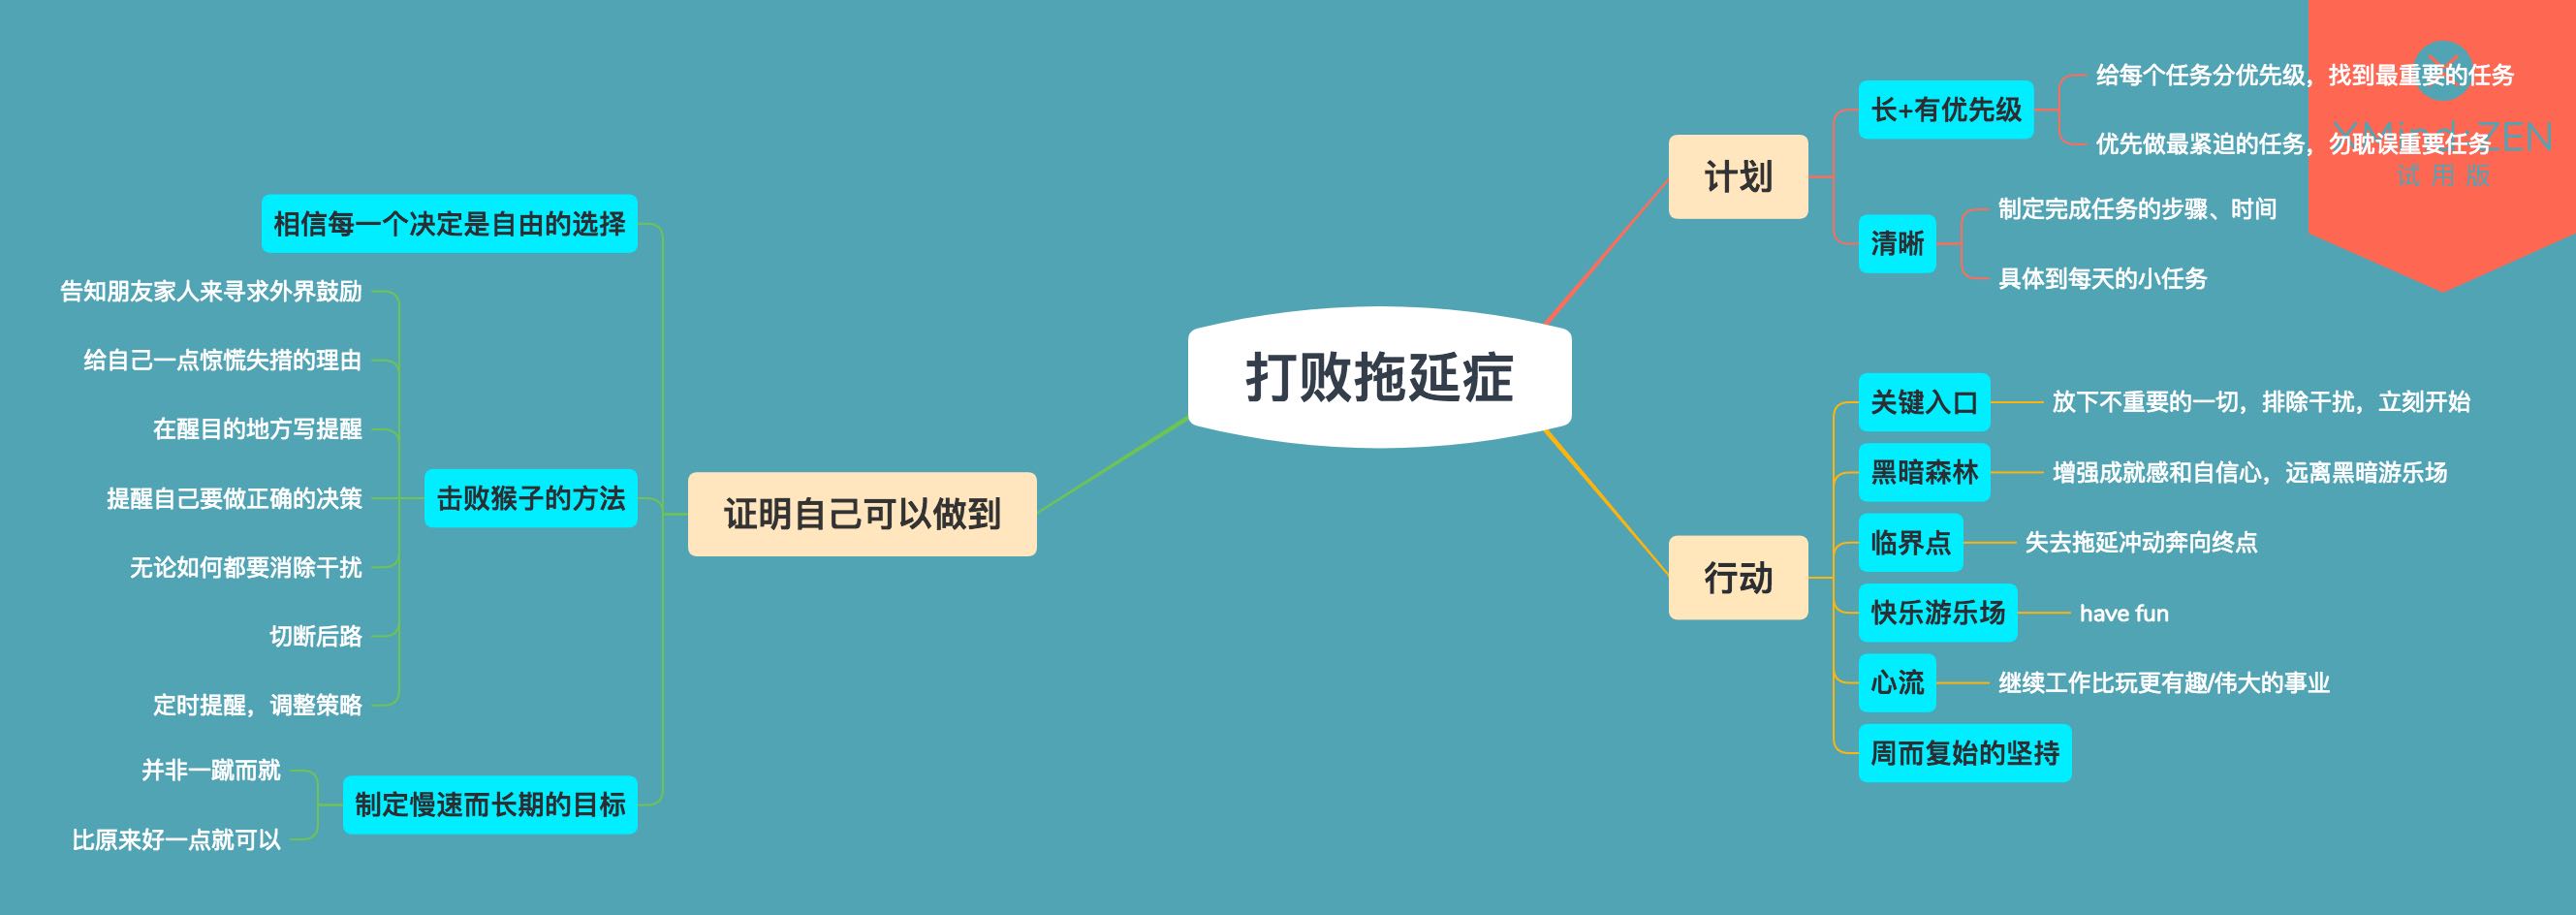 打败拖延症
计划
长+有优先级
给每个任务分优先级，找到最重要的任务
优先做最紧迫的任务，勿耽误重要任务
清晰
制定完成任务的步骤、时间
具体到每天的小任务
行动
关键入口
放下不重要的一切，排除干扰，立刻开始
黑暗森林
增强成就感和自信心，远离黑暗游乐场
临界点
失去拖延冲动奔向终点
快乐游乐场
have fun
心流
继续工作比玩更有趣/伟大的事业
周而复始的坚持
证明自己可以做到
相信每一个决定是自由的选择
击败猴子的方法
告知朋友家人来寻求外界鼓励
给自己一点惊慌失措的理由
在醒目的地方写提醒
提醒自己要做正确的决策
无论如何都要消除干扰
切断后路
定时提醒，调整策略
制定慢速而长期的目标
并非一蹴而就
比原来好一点就可以
XMind: ZEN
试用版